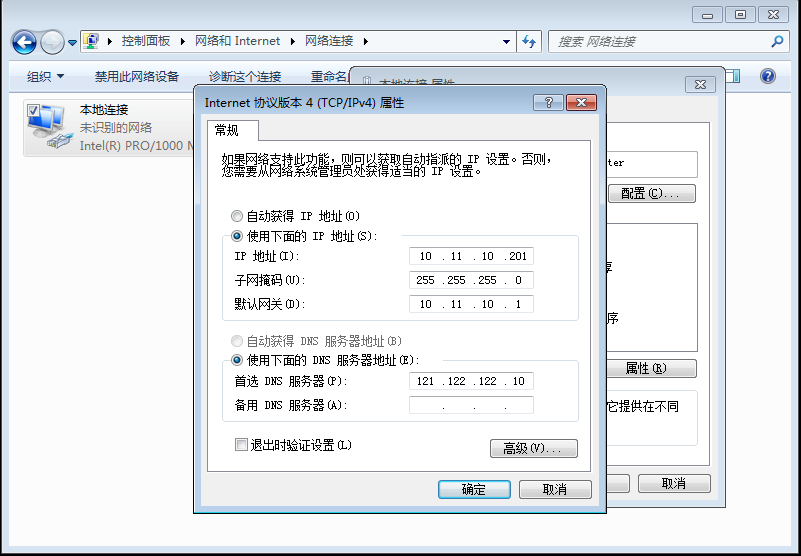 控制面板 网络和 Internet 网络连接
搜索 网络连接
组织 禁用此网络设备 诊断这个连接 重命名
本地连接 属性
本地连接
未识别的网络
Intel(R) PRO/1000 M
Internet 协议版本 4 (TCP/IPv4) 属性
常规
如果网络支持此功能，则可以获取自动指派的 IP 设置。否则，
您需要从网络系统管理员处获得适当的 IP 设置。
自动获得 IP 地址(O)
使用下面的 IP 地址(S):
IP 地址(I): 10 . 11 . 10 .201
子网掩码(U): 255 .255 .255 . 0
默认网关(D): 10 . 11 . 10 . 1
自动获得 DNS 服务器地址(B)
使用下面的 DNS 服务器地址(E):
首选 DNS 服务器(P): 121 .122 .122 . 10
备用 DNS 服务器(A): . . .
退出时验证设置(L)
高级(V)...
确定 取消
ter
配置(C)...
享
序
属性(R)
它提供在不同
取消